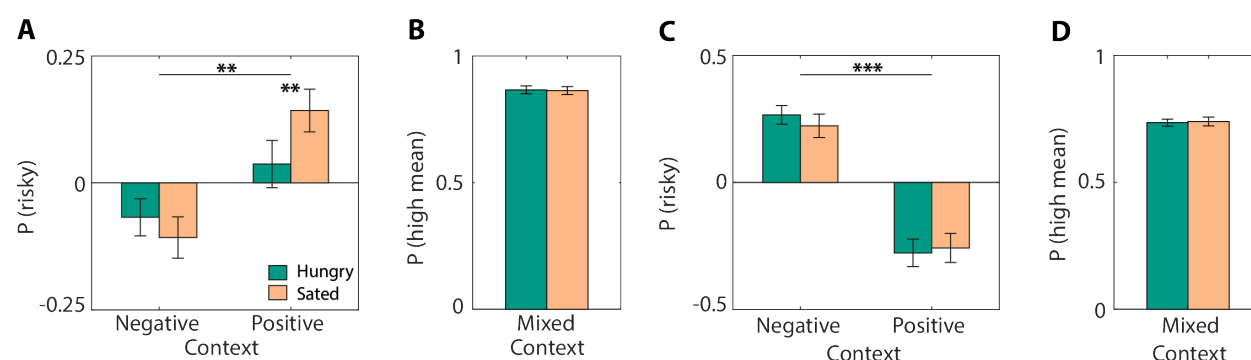 A
0.25
0
-0.25
P (risky)
**
**
Hungry
Sated
Negative
Positive
Context
B
1
0.5
0
P (high mean)
Mixed
Context
C
0.5
0
-0.5
P (risky)
***
Negative
Positive
Context
D
1
0.5
0
P (high mean)
Mixed
Context